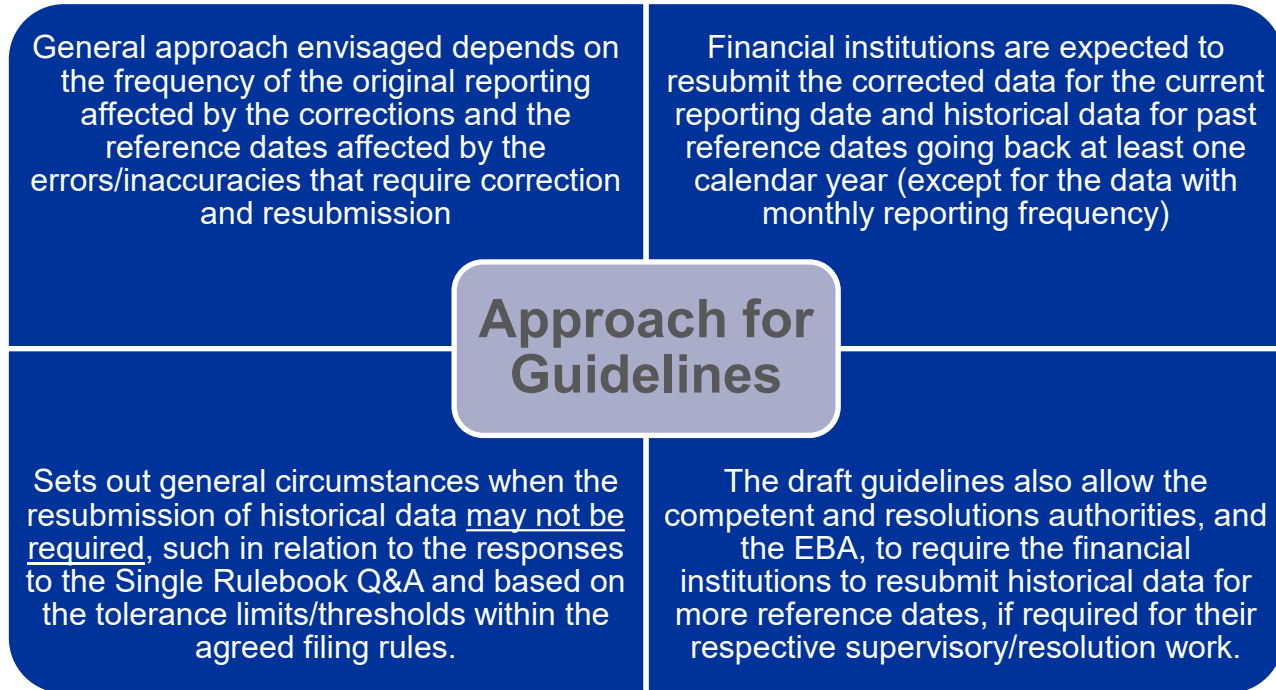 General approach envisaged depends on
the frequency of the original reporting
affected by the corrections and the
reference dates affected by the
errors/inaccuracies that require correction
and resubmission
Financial institutions are expected to
resubmit the corrected data for the current
reporting date and historical data for past
reference dates going back at least one
calendar year (except for the data with
monthly reporting frequency)
Approach for
Guidelines
Sets out general circumstances when the
resubmission of historical data may not be
required, such in relation to the responses
to the Single Rulebook Q&A and based on
the tolerance limits/thresholds within the
agreed filing rules.
The draft guidelines also allow the
competent and resolutions authorities, and
the EBA, to require the financial
institutions to resubmit historical data for
more reference dates, if required for their
respective supervisory/resolution work.